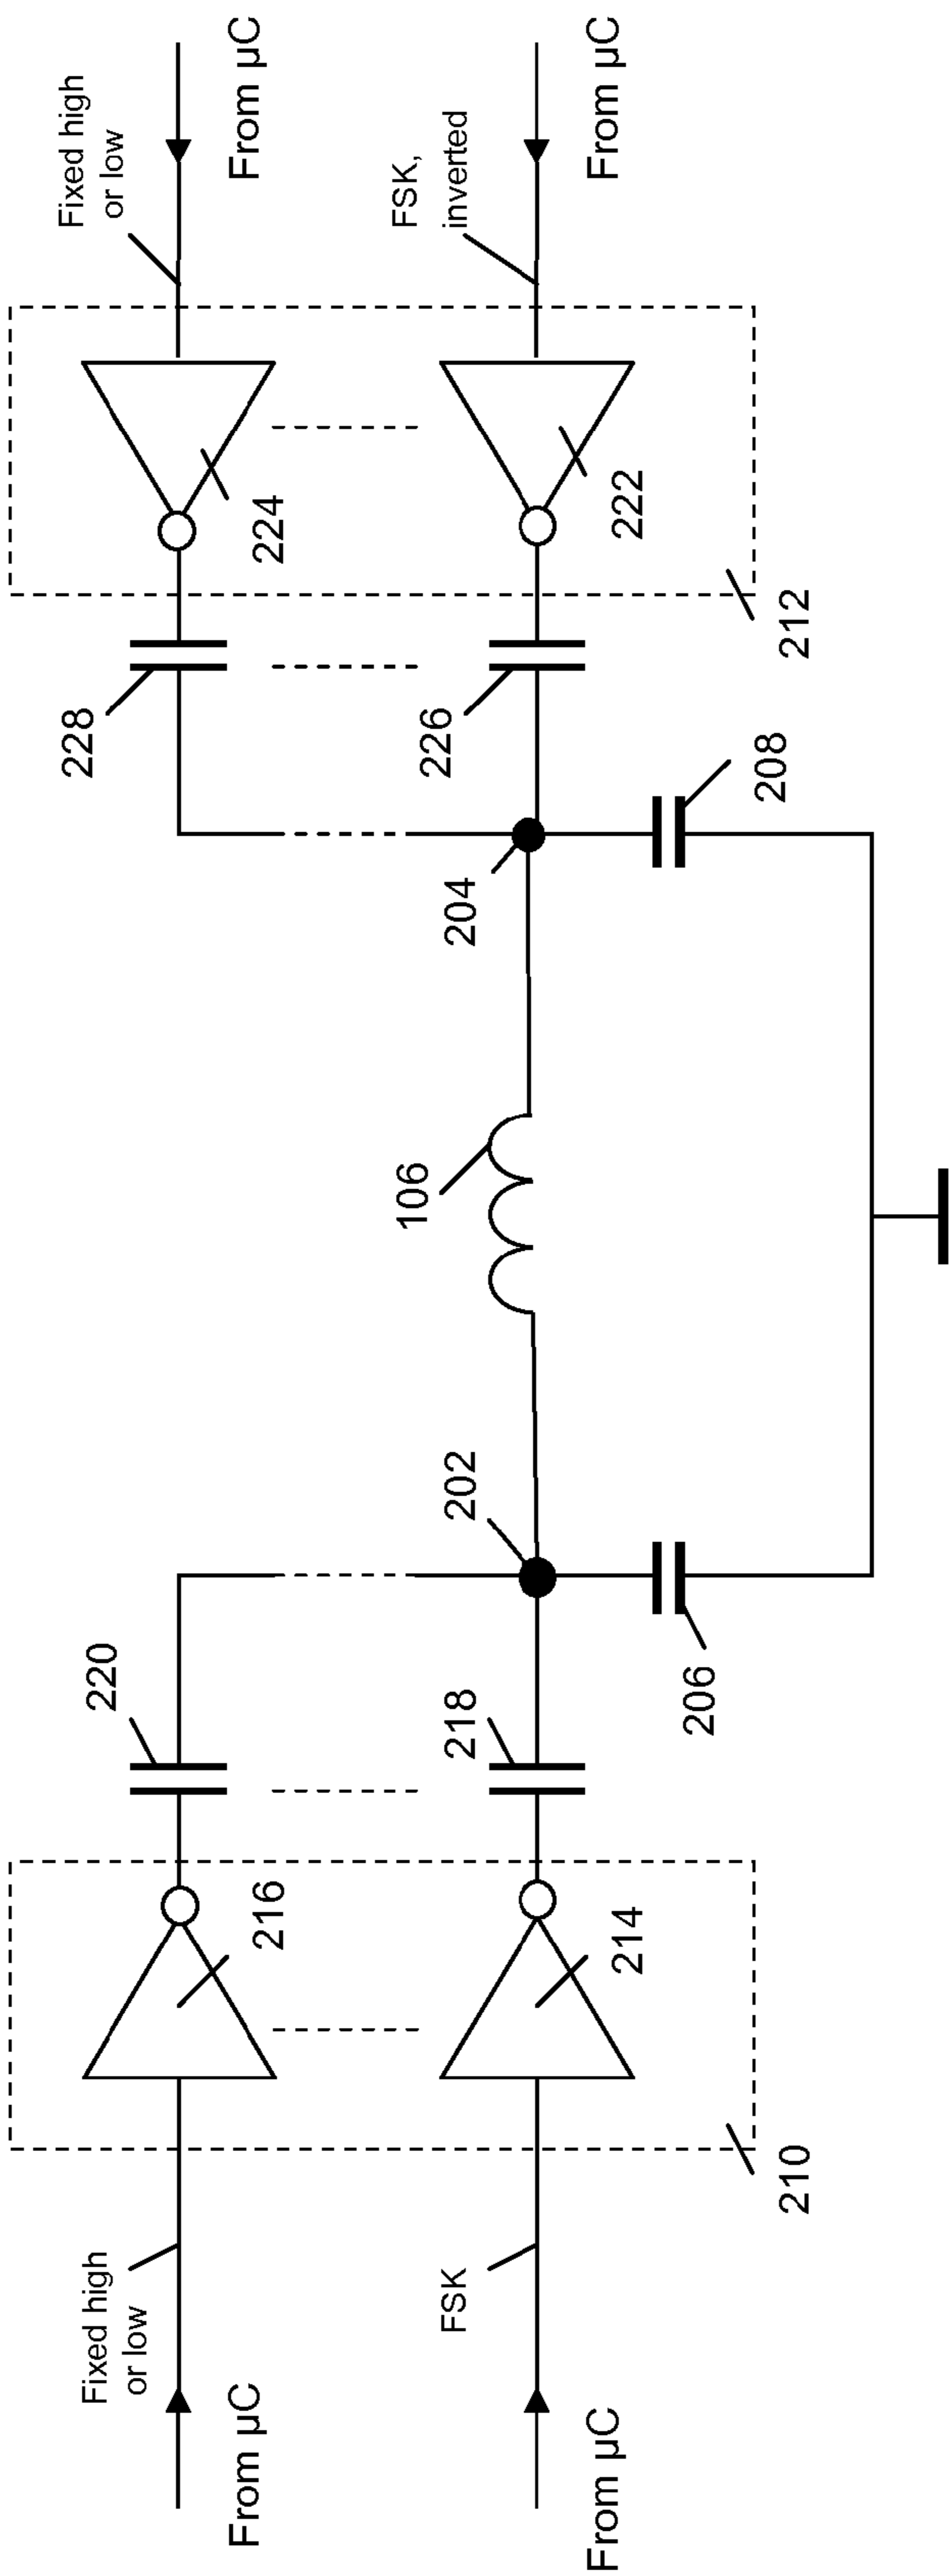 Fixed high
or low
From µC
216
220
228
224
Fixed high
or low
From µC
FSK
From µC
214
218
202
106
204
226
222
FSK,
inverted
From µC
210
206
208
212